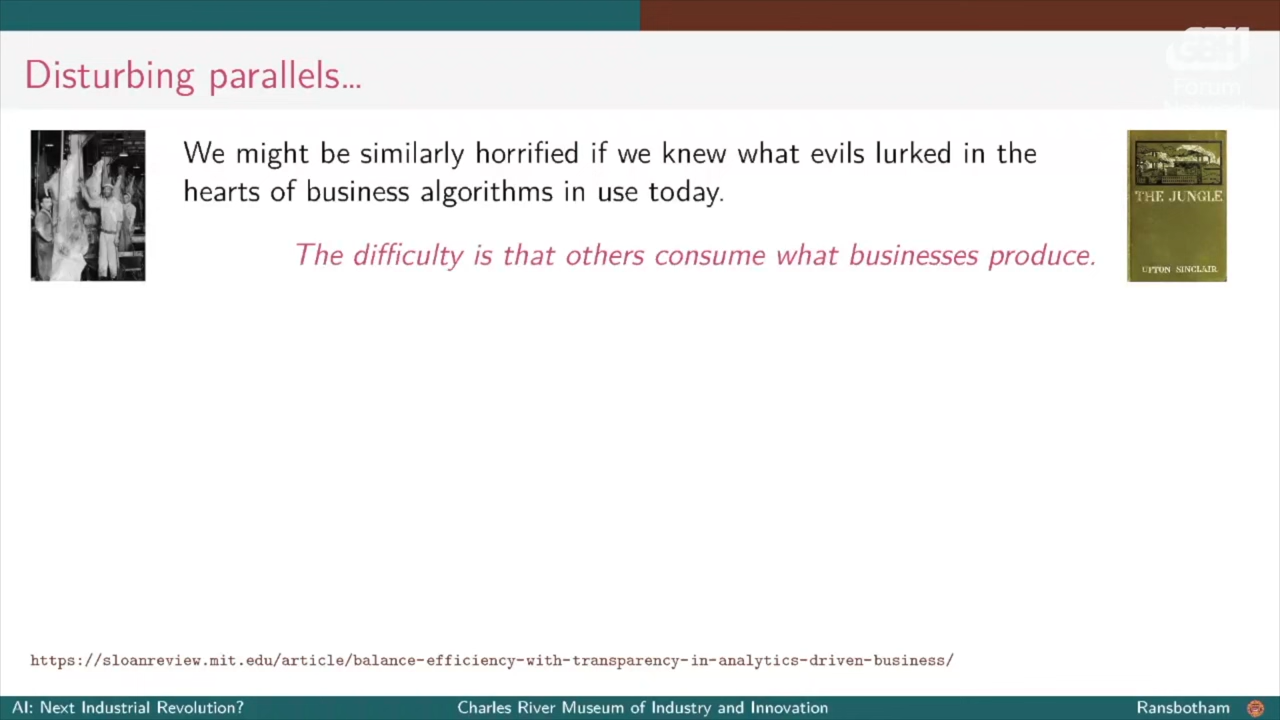 Disturbing parallels...
GBH
Forum
Network
We might be similarly horrified if we knew what evils lurked in the
hearts of business algorithms in use today.
THE JUNGLE
UPTON SINCLAIR
The difficulty is that others consume what businesses produce.
https://sloanreview.mit.edu/article/balance-efficiency-with-transparency-in-analytics-driven-business/
AI: Next Industrial Revolution?
Charles River Museum of Industry and Innovation
Ransbotham